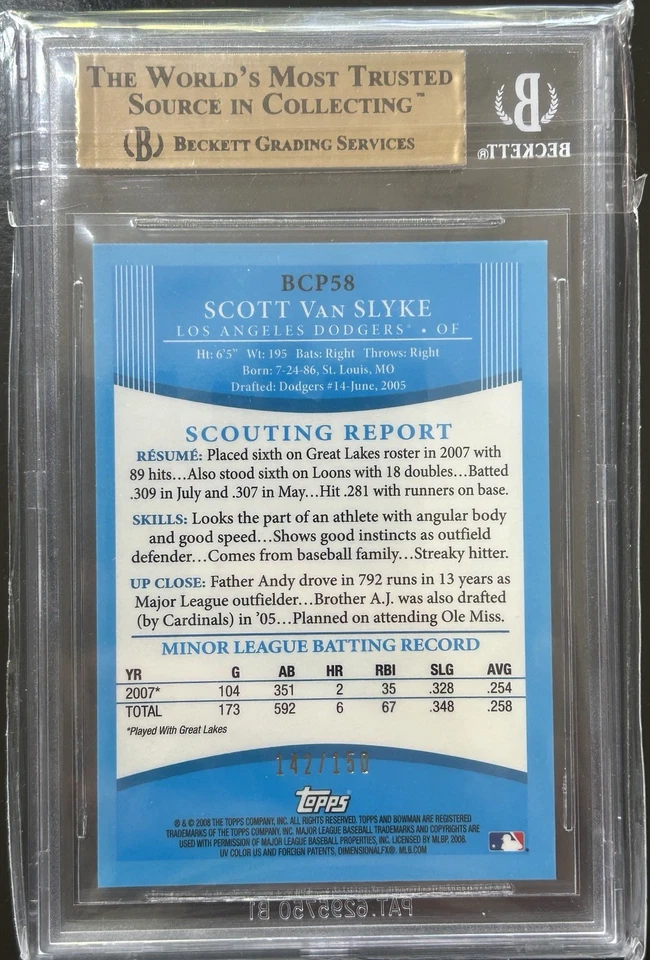 THE WORLD'S MOST TRUSTED
SOURCE IN COLLECTING™
B BECKETT GRADING SERVICES
B
BECKETT®
BCP58
SCOTT VAN SLYKE
LOS ANGELES DODGERS® • OF
Ht: 6'5" Wt: 195 Bats: Right Throws: Right
Born: 7-24-86, St. Louis, MO
Drafted: Dodgers #14-June, 2005
SCOUTING REPORT
RÉSUMÉ: Placed sixth on Great Lakes roster in 2007 with
89 hits...Also stood sixth on Loons with 18 doubles...Batted
.309 in July and .307 in May...Hit .281 with runners on base.
SKILLS: Looks the part of an athlete with angular body
and good speed...Shows good instincts as outfield
defender...Comes from baseball family...Streaky hitter.
UP CLOSE: Father Andy drove in 792 runs in 13 years as
Major League outfielder...Brother A.J. was also drafted
(by Cardinals) in '05...Planned on attending Ole Miss.
MINOR LEAGUE BATTING RECORD
YR G AB HR RBI SLG AVG
2007* 104 351 2 35 .328 .254
TOTAL 173 592 6 67 .348 .258
*Played With Great Lakes
142/150
Topps
® & © 2008 THE TOPPS COMPANY, INC. ALL RIGHTS RESERVED. TOPPS AND BOWMAN ARE REGISTERED
TRADEMARKS OF THE TOPPS COMPANY, INC. MAJOR LEAGUE BASEBALL TRADEMARKS AND COPYRIGHTS ARE
USED WITH PERMISSION OF MAJOR LEAGUE BASEBALL PROPERTIES, INC. LICENSED BY MLBP, 2008.
UV COLOR US AND FOREIGN PATENTS, DIMENSIONALFX®. MLB.COM
PAT. 6295750 B1